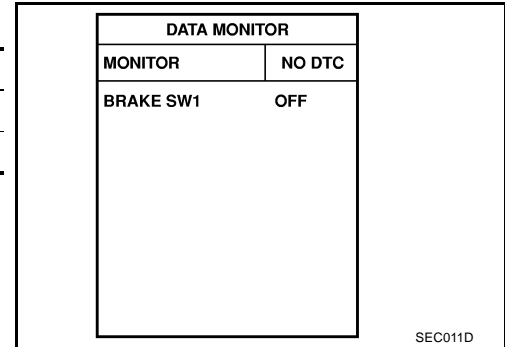 DATA MONITOR
MONITOR NO DTC
BRAKE SW1 OFF
SEC011D